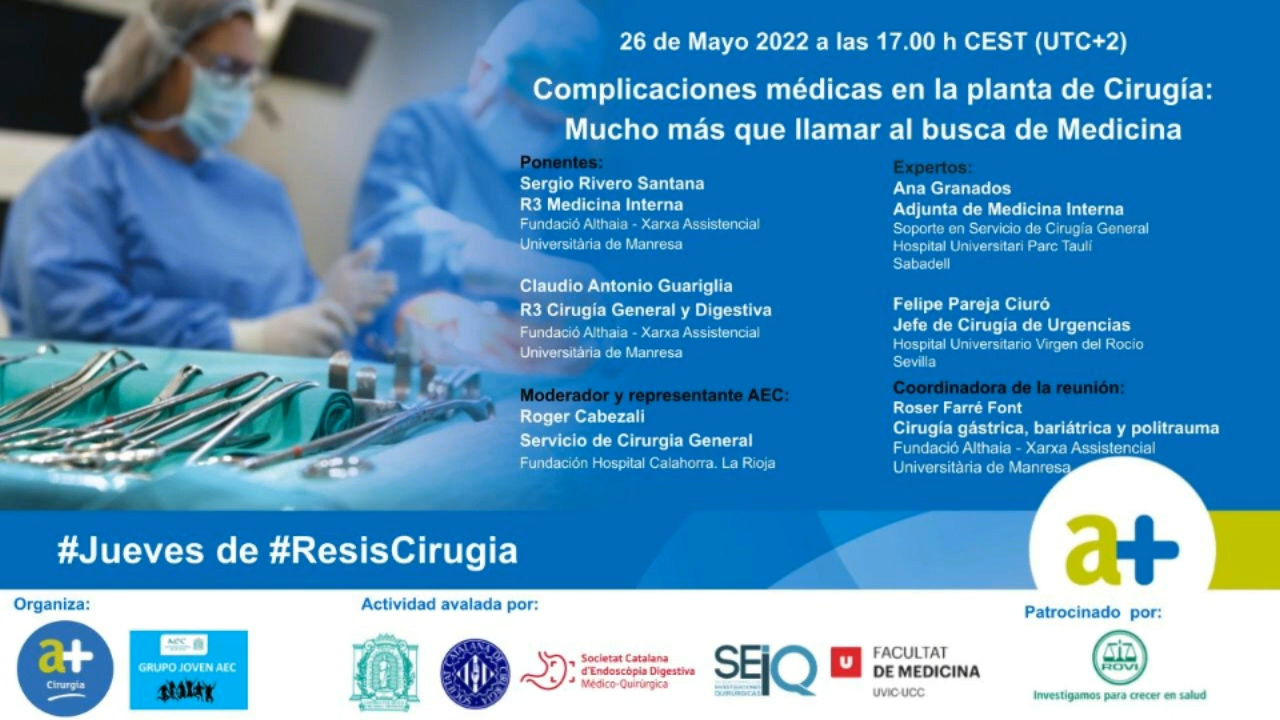 26 de Mayo 2022 a las 17.00 h CEST (UTC+2)
Complicaciones médicas en la planta de Cirugía:
Mucho más que llamar al busca de Medicina
Ponentes:
Sergio Rivero Santana
R3 Medicina Interna
Fundació Althaia - Xarxa Assistencial
Universitària de Manresa
Claudio Antonio Guariglia
R3 Cirugía General y Digestiva
Fundació Althaia - Xarxa Assistencial
Universitària de Manresa
Moderador y representante AEC:
Roger Cabezali
Servicio de Cirurgia General
Fundación Hospital Calahorra. La Rioja
Expertos:
Ana Granados
Adjunta de Medicina Interna
Soporte en Servicio de Cirugía General
Hospital Universitari Parc Taulí
Sabadell
Felipe Pareja Ciuró
Jefe de Cirugía de Urgencias
Hospital Universitario Virgen del Rocío
Sevilla
Coordinadora de la reunión:
Roser Farré Font
Cirugía gástrica, bariátrica y politrauma
Fundació Althaia - Xarxa Assistencial
Universitària de Manresa
a+
#Jueves de #ResisCirugia
Organiza:
a+
Cirurgia
AEC
GRUPO JOVEN AEC
Actividad avalada por:
Societat Catalana
d'Endoscòpia Digestiva
Mèdico-Quirúrgica
SEIQ
INVESTIGACIONES
QUIRÚRGICAS
U
FACULTAT
DE MEDICINA
UVIC·UCC
Patrocinado por:
ROVI
Investigamos para crecer en salud